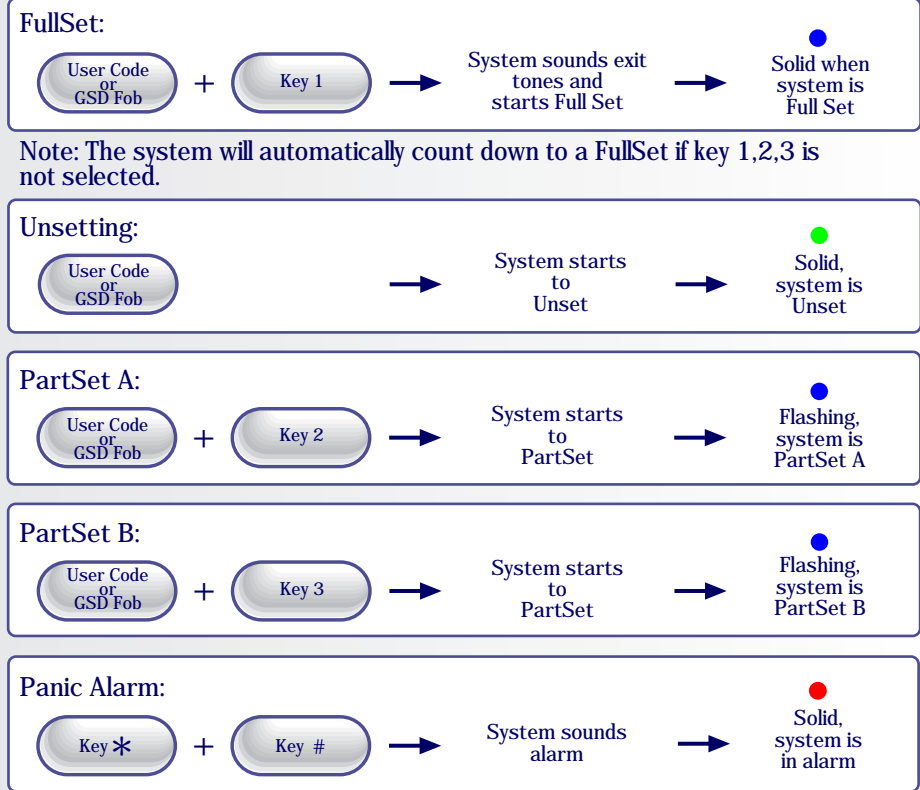 FullSet:
User Code
or
GSD Fob
+
Key 1
System sounds exit
tones and
starts Full Set
Solid when
system is
Full Set
Note: The system will automatically count down to a FullSet if key 1,2,3 is
not selected.
Unsetting:
User Code
or
GSD Fob
System starts
to
Unset
Solid,
system is
Unset
PartSet A:
User Code
or
GSD Fob
+
Key 2
System starts
to
PartSet
Flashing,
system is
PartSet A
PartSet B:
User Code
or
GSD Fob
+
Key 3
System starts
to
PartSet
Flashing,
system is
PartSet B
Panic Alarm:
Key *
+
Key #
System sounds
alarm
Solid,
system is
in alarm